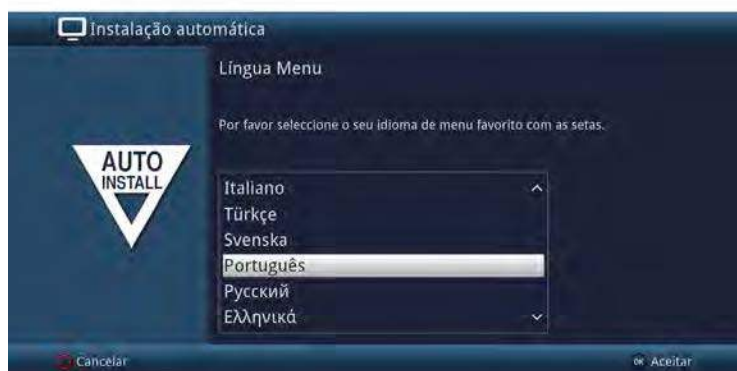 Instalação automática
Língua Menu
Por favor seleccione o seu idioma de menu favorito com as setas.
AUTO
INSTALL
Italiano
Türkçe
Svenska
Português
Русский
Ελληνικά
Cancelar
OK Aceitar